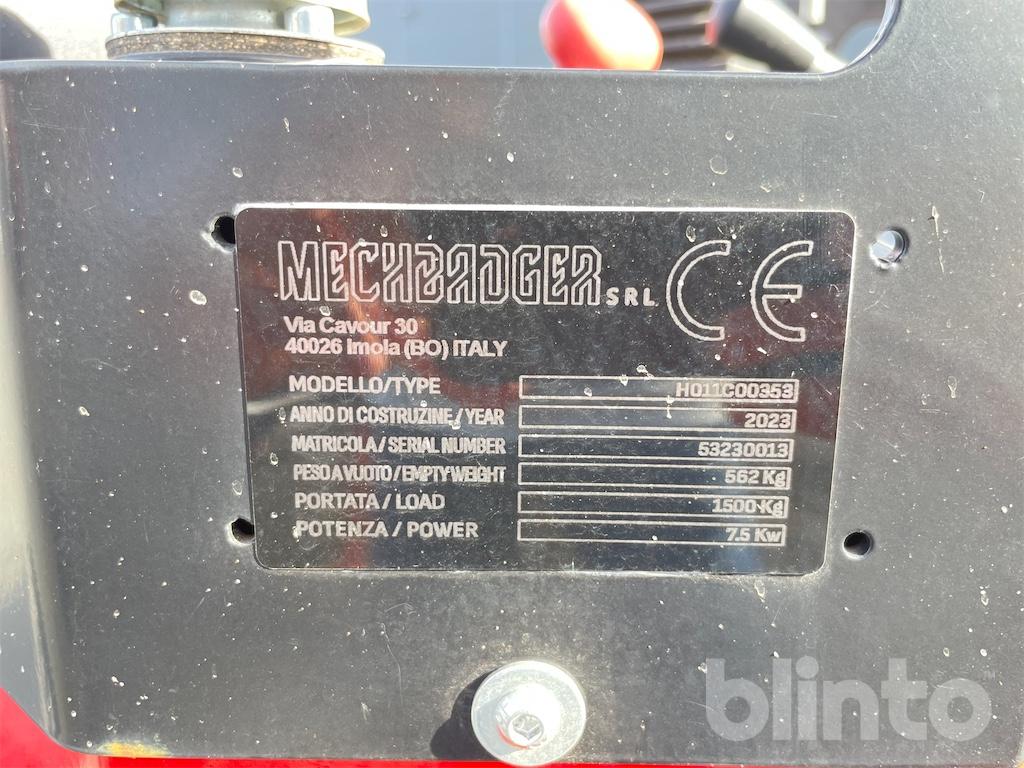 MECHBADGER SRL
CE
Via Cavour 30
40026 Imola (BO) ITALY
MODELLO/TYPE H011C00353
ANNO DI COSTRUZINE/YEAR 2023
MATRICOLA/SERIAL NUMBER 53230013
PESO A VUOTO/EMPTY WEIGHT 562 Kg
PORTATA/LOAD 1500 Kg
POTENZA/POWER 7.5 Kw
blinto™